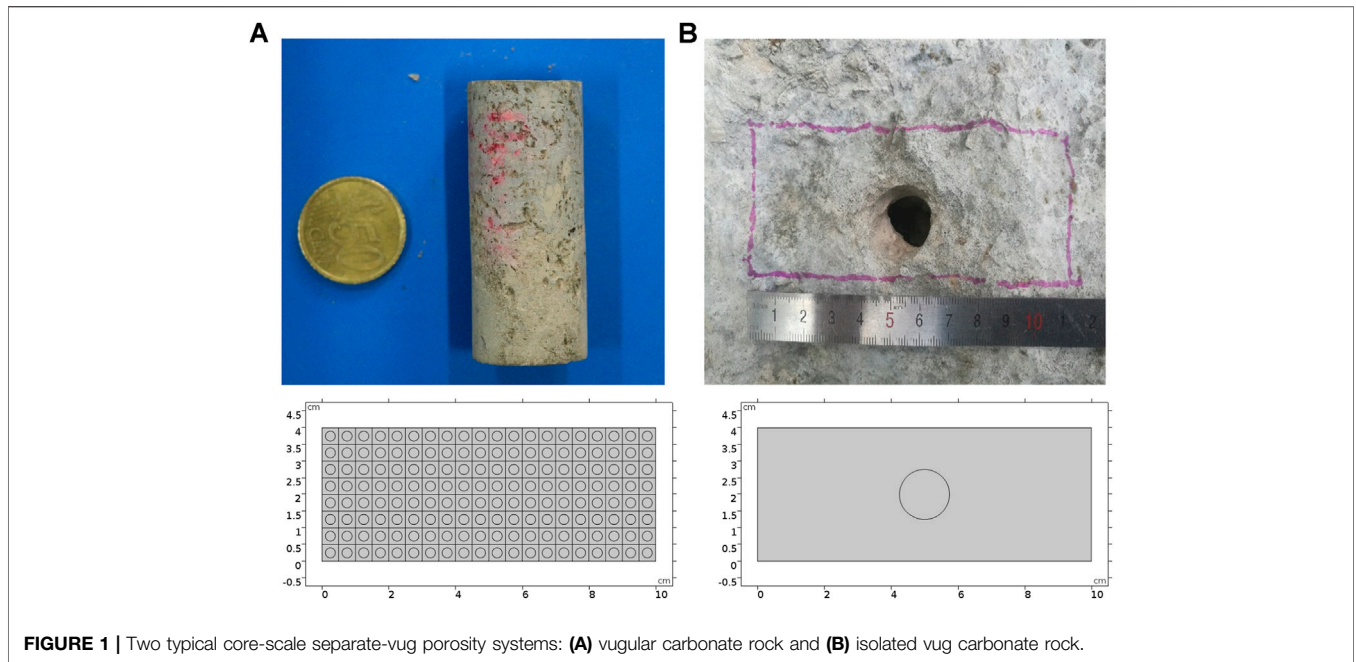 A
B
1 2 3 4 5 6 7 8 9 10 1 2
cm
4.5
4
3.5
3
2.5
2
1.5
1
0.5
0
-0.5
cm
0 2 4 6 8 10
cm
4.5
4
3.5
3
2.5
2
1.5
1
0.5
0
-0.5
cm
0 2 4 6 8 10
FIGURE 1 | Two typical core-scale separate-vug porosity systems: (A) vugular carbonate rock and (B) isolated vug carbonate rock.